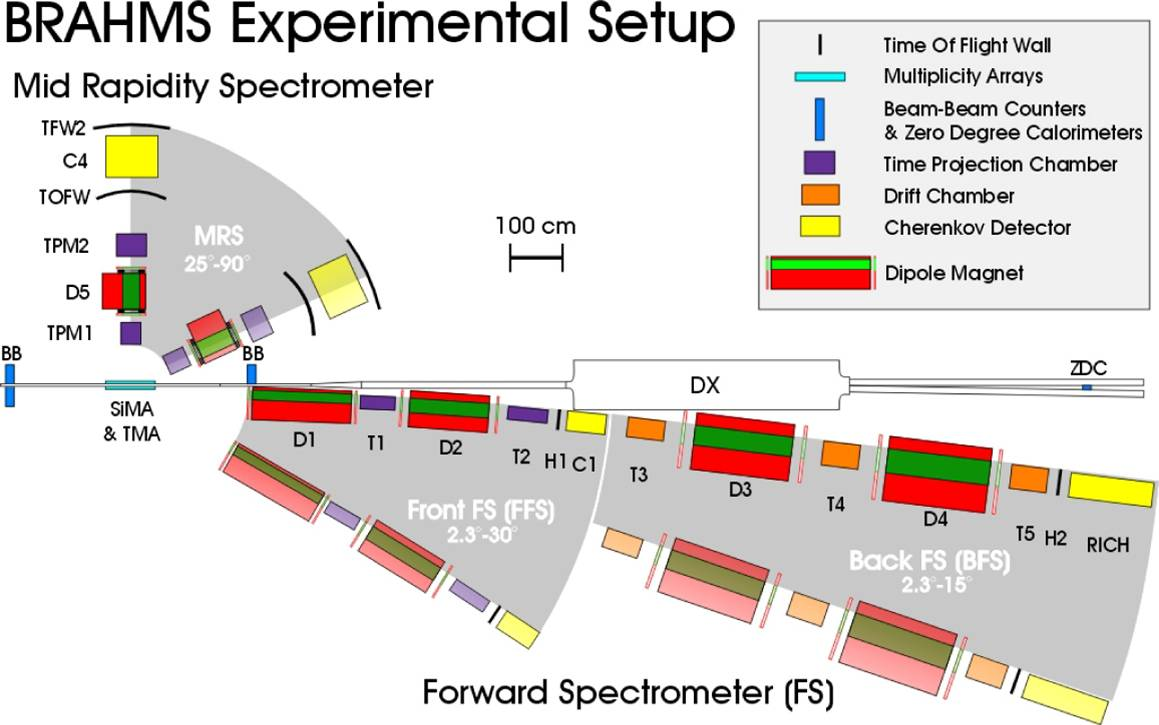 BRAHMS Experimental Setup
Mid Rapidity Spectrometer
Time Of Flight Wall
Multiplicity Arrays
Beam-Beam Counters
& Zero Degree Calorimeters
Time Projection Chamber
Drift Chamber
Cherenkov Detector
Dipole Magnet
TFW2
C4
TOFW
TPM2
D5
TPM1
MRS
25°-90°
100 cm
BB
BB
SiMA
& TMA
DX
ZDC
D1
T1
D2
T2
H1
C1
T3
D3
T4
D4
T5
H2
RICH
Front FS (FFS)
2.3°-30°
Back FS (BFS)
2.3°-15°
Forward Spectrometer (FS)